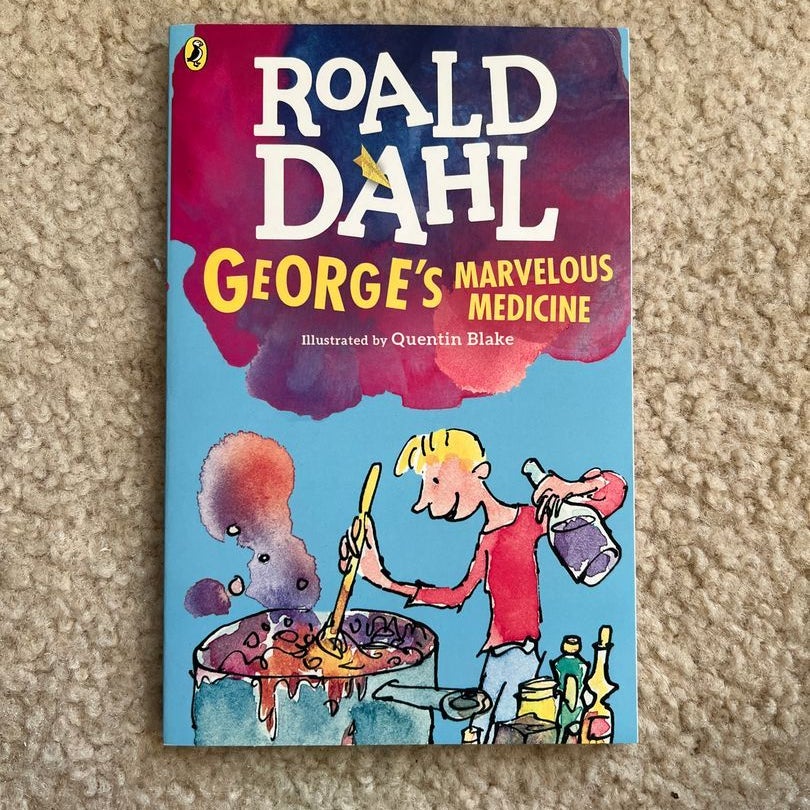 ROALD
DAHL
GEORGE'S MARVELOUS
MEDICINE
Illustrated by Quentin Blake